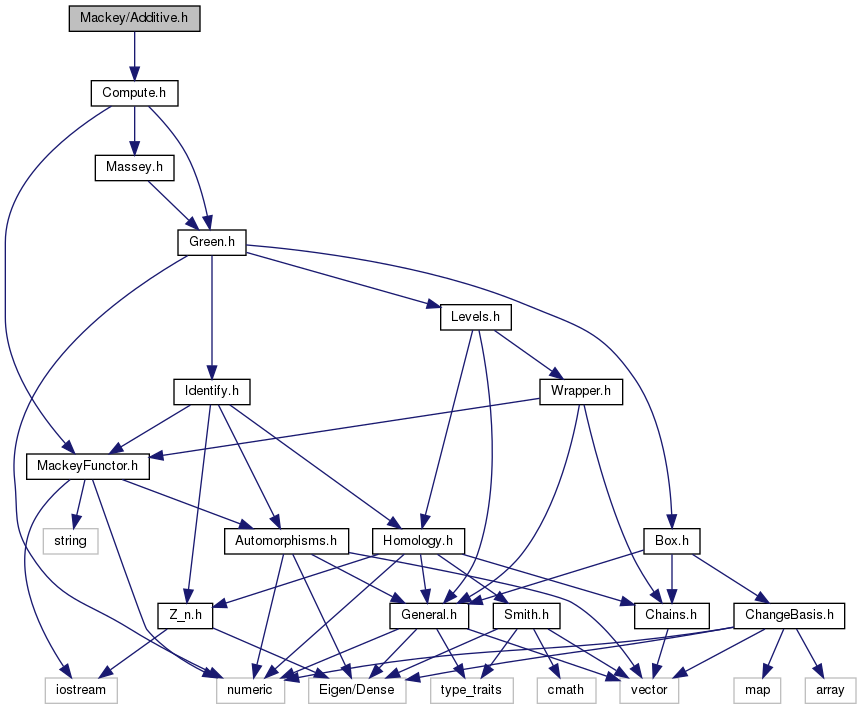 Mackey/Additive.h
Compute.h
Massey.h
Green.h
Levels.h
Identify.h
Wrapper.h
MackeyFunctor.h
string
Automorphisms.h
Homology.h
Box.h
Z_n.h
General.h
Smith.h
Chains.h
ChangeBasis.h
iostream
numeric
Eigen/Dense
type_traits
cmath
vector
map
array